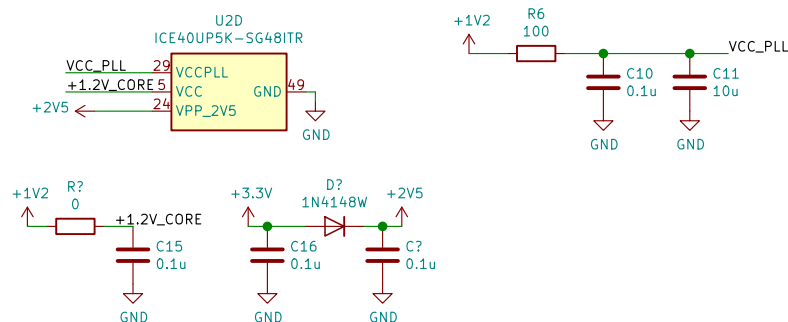 U2D
ICE40UP5K-SG48ITR
VCC_PLL 29 VCCPLL
+1.2V_CORE 5 VCC GND 49
+2V5 24 VPP_2V5
GND
+1V2 R6 VCC_PLL
100
C10 C11
0.1u 10u
GND GND
+1V2 R? +1.2V_CORE
0
C15
0.1u
GND
+3.3V D? +2V5
1N4148W
C16 C?
0.1u 0.1u
GND GND